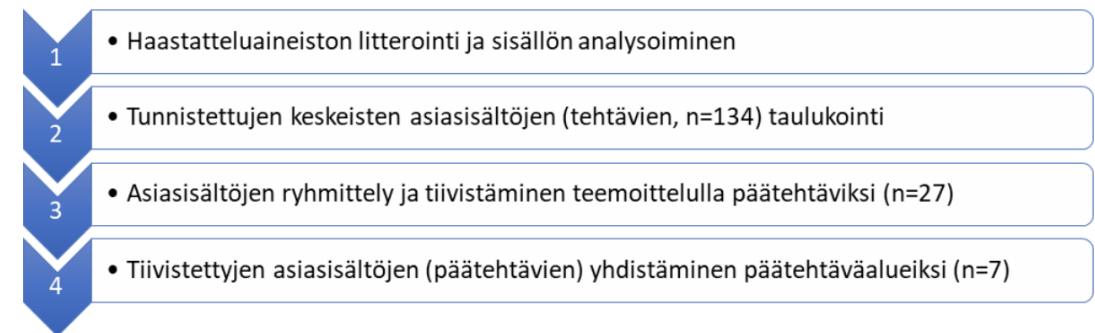 1 • Haastatteluaineiston litterointi ja sisällön analysoiminen
2 • Tunnistettujen keskeisten asiasisältöjen (tehtävien, n=134) taulukointi
3 • Asiasisältöjen ryhmittely ja tiivistäminen teemoittelulla päätehtäviksi (n=27)
4 • Tiivistettyjen asiasisältöjen (päätehtävien) yhdistäminen päätehtäväalueiksi (n=7)